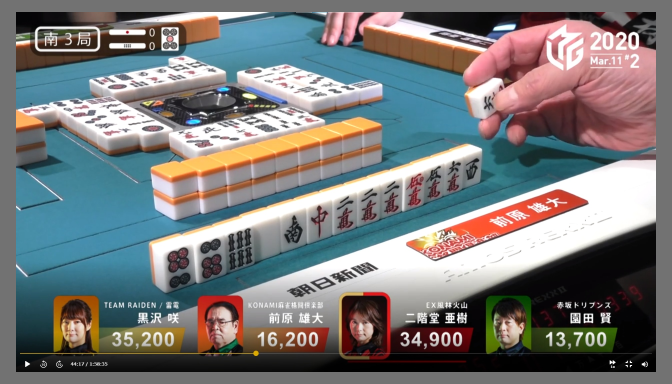 南3局
0
0
2020
Mar.11 #2
前原 雄大
朝日新聞
TEAM RAIDEN / 雷電
黒沢 咲
35,200
KONAMI麻雀格闘倶楽部
前原 雄大
16,200
EX風林火山
二階堂 亜樹
34,900
赤坂ドリブンズ
園田 賢
13,700
44:17 / 1:58:35